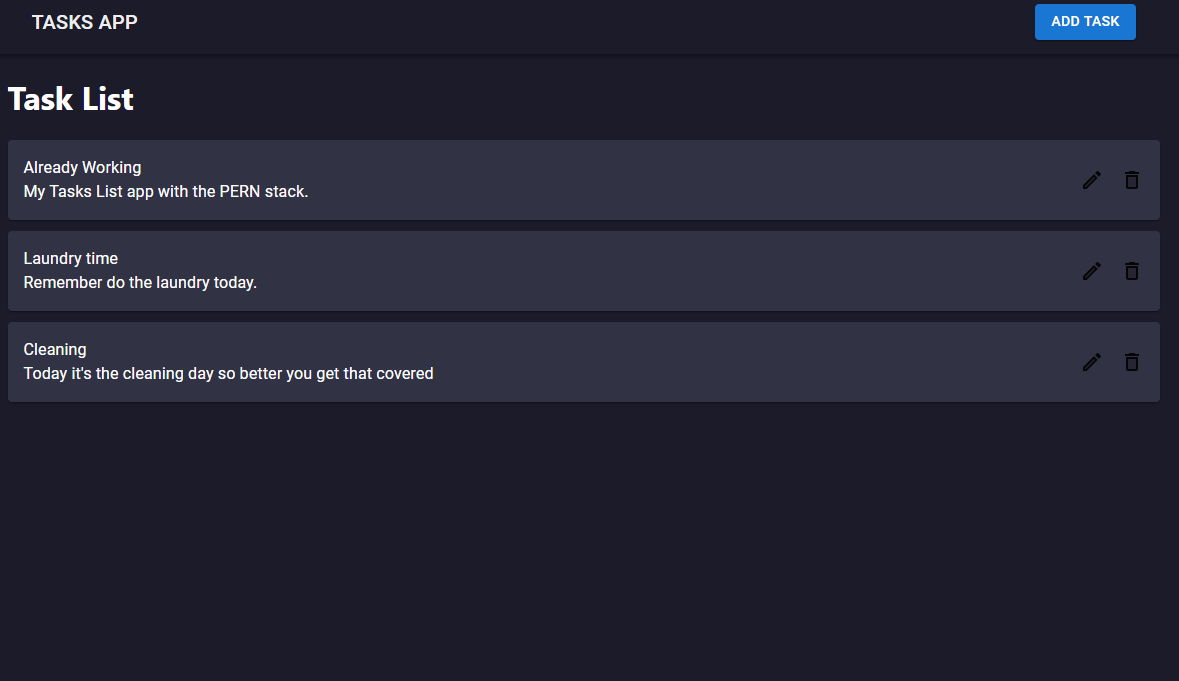 TASKS APP
ADD TASK
Task List
Already Working
My Tasks List app with the PERN stack.
Laundry time
Remember do the laundry today.
Cleaning
Today it's the cleaning day so better you get that covered